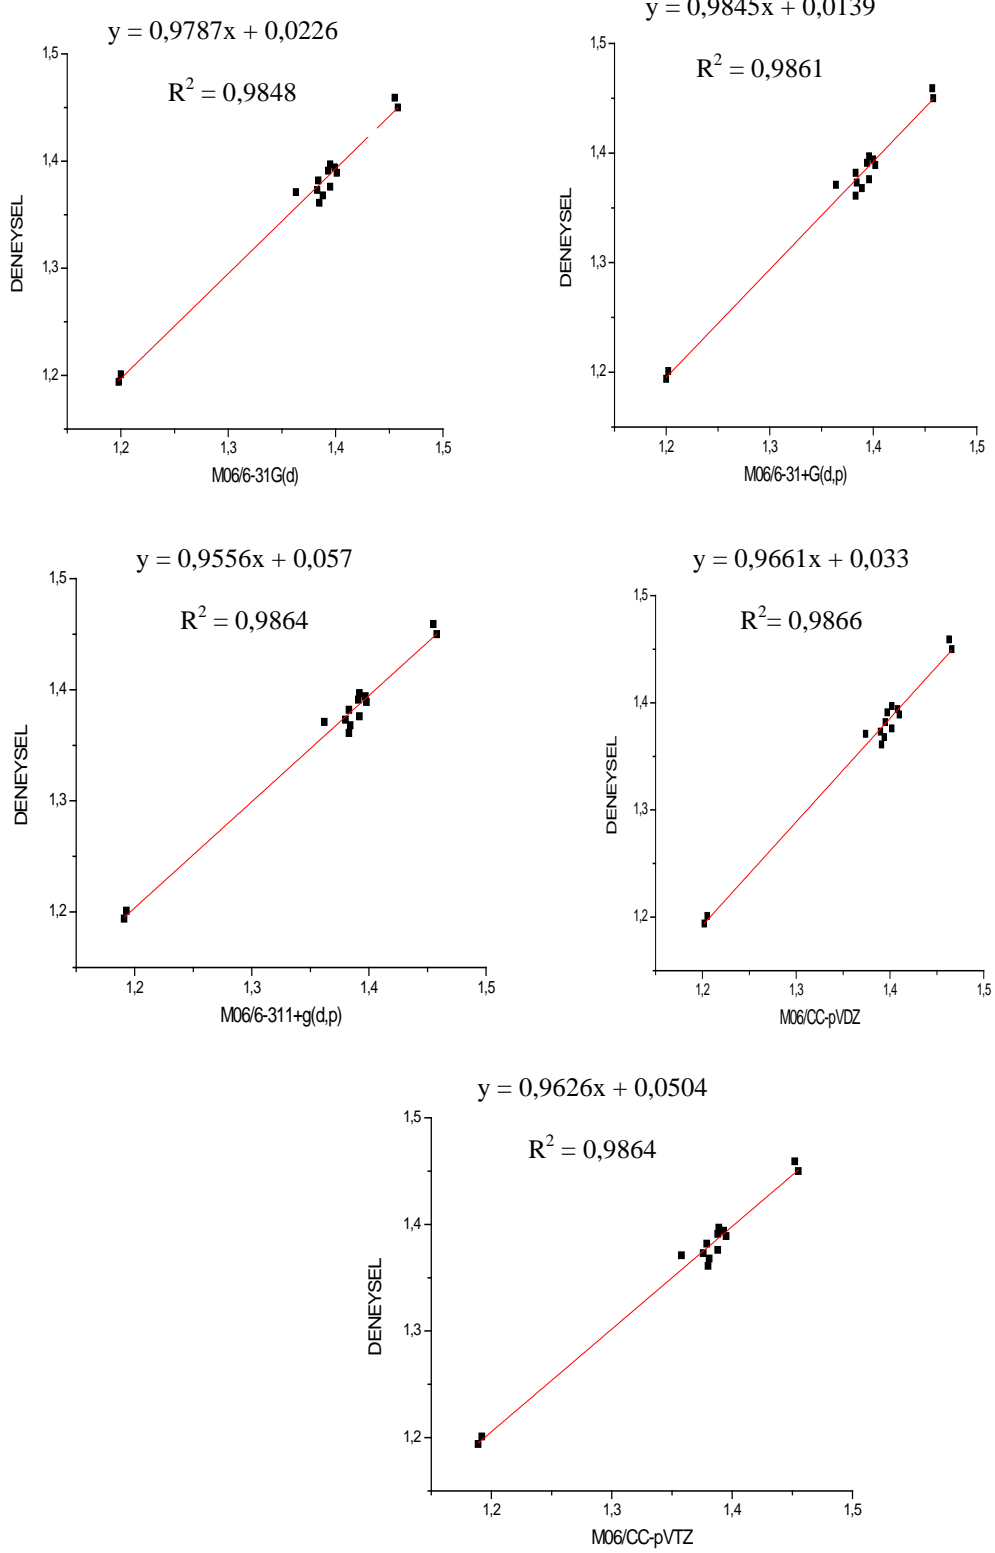 y = 0,9787x + 0,0226
R² = 0,9848
1,5
1,4
1,3
1,2
DENEYSEL
1,2 1,3 1,4 1,5
M06/6-31G(d)
y = 0,9845x + 0,0139
R² = 0,9861
1,5
1,4
1,3
1,2
DENEYSEL
1,2 1,3 1,4 1,5
M06/6-31+G(d,p)
y = 0,9556x + 0,057
R² = 0,9864
1,5
1,4
1,3
1,2
DENEYSEL
1,2 1,3 1,4 1,5
M06/6-311+g(d,p)
y = 0,9661x + 0,033
R²= 0,9866
1,5
1,4
1,3
1,2
DENEYSEL
1,2 1,3 1,4 1,5
M06/CC-pVDZ
y = 0,9626x + 0,0504
R² = 0,9864
1,5
1,4
1,3
1,2
DENEYSEL
1,2 1,3 1,4 1,5
M06/CC-pVTZ